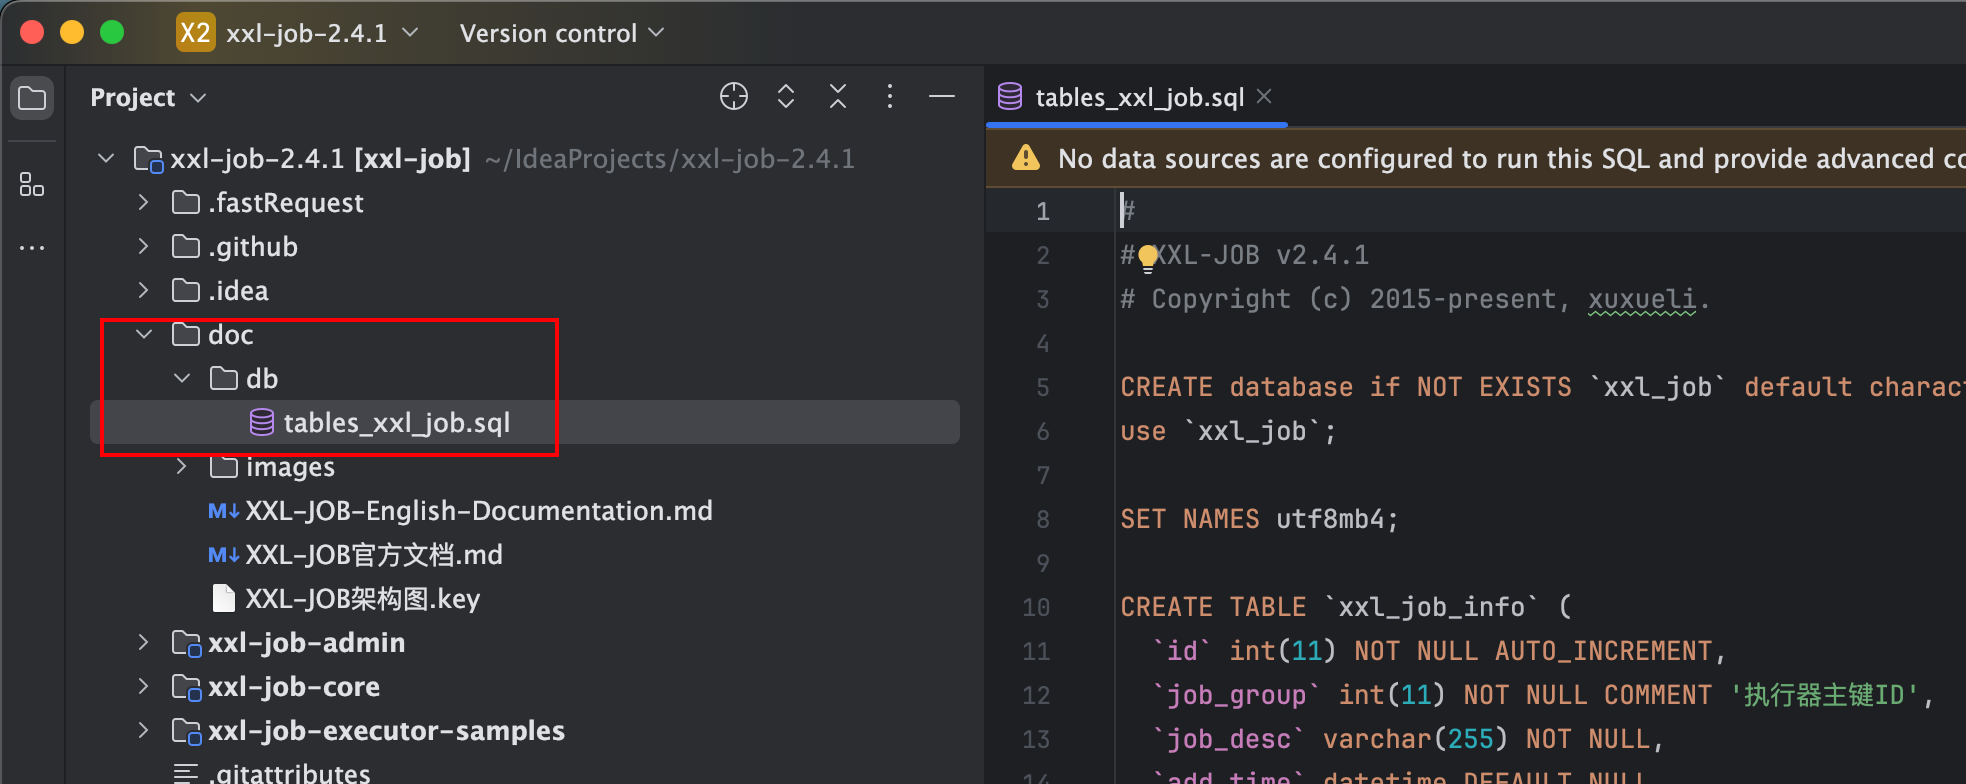 X2 xxl-job-2.4.1 Version control
Project
xxl-job-2.4.1 [xxl-job] ~/IdeaProjects/xxl-job-2.4.1
.fastRequest
.github
.idea
doc
db
tables_xxl_job.sql
images
M↓ XXL-JOB-English-Documentation.md
M↓ XXL-JOB官方文档.md
XXL-JOB架构图.key
xxl-job-admin
xxl-job-core
xxl-job-executor-samples
.gitattributes
tables_xxl_job.sql
No data sources are configured to run this SQL and provide advanced co
1 #
2 # XXL-JOB v2.4.1
3 # Copyright (c) 2015-present, xuxueli.
4
5 CREATE database if NOT EXISTS `xxl_job` default charac
6 use `xxl_job`;
7
8 SET NAMES utf8mb4;
9
10 CREATE TABLE `xxl_job_info` (
11 `id` int(11) NOT NULL AUTO_INCREMENT,
12 `job_group` int(11) NOT NULL COMMENT '执行器主键ID',
13 `job_desc` varchar(255) NOT NULL,
14 `add_time` datetime DEFAULT NULL